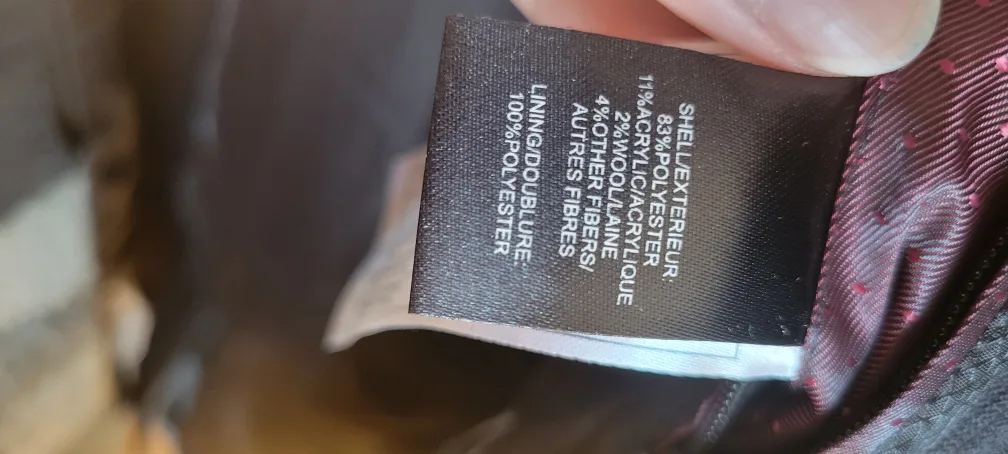 SHELL/EXTERIEUR:
83%POLYESTER
11%ACRYLIC/ACRYLIQUE
2%WOOL/LAINE
4%OTHER FIBERS/
AUTRES FIBRES
LINING/DOUBLURE:
100%POLYESTER